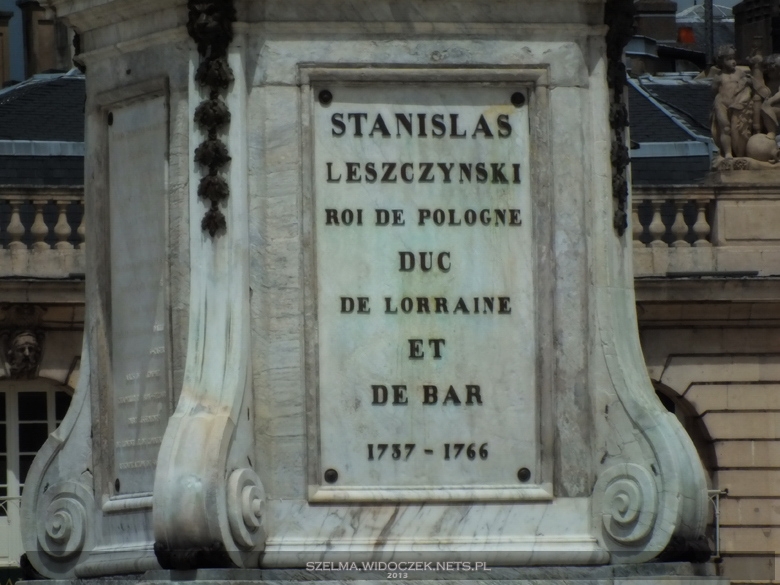 STANISLAS
LESZCZYNSKI
ROI DE POLOGNE
DUC
DE LORRAINE
ET
DE BAR
1737 - 1766
SZELMA.WIDOCZEK.NETS.PL
2013